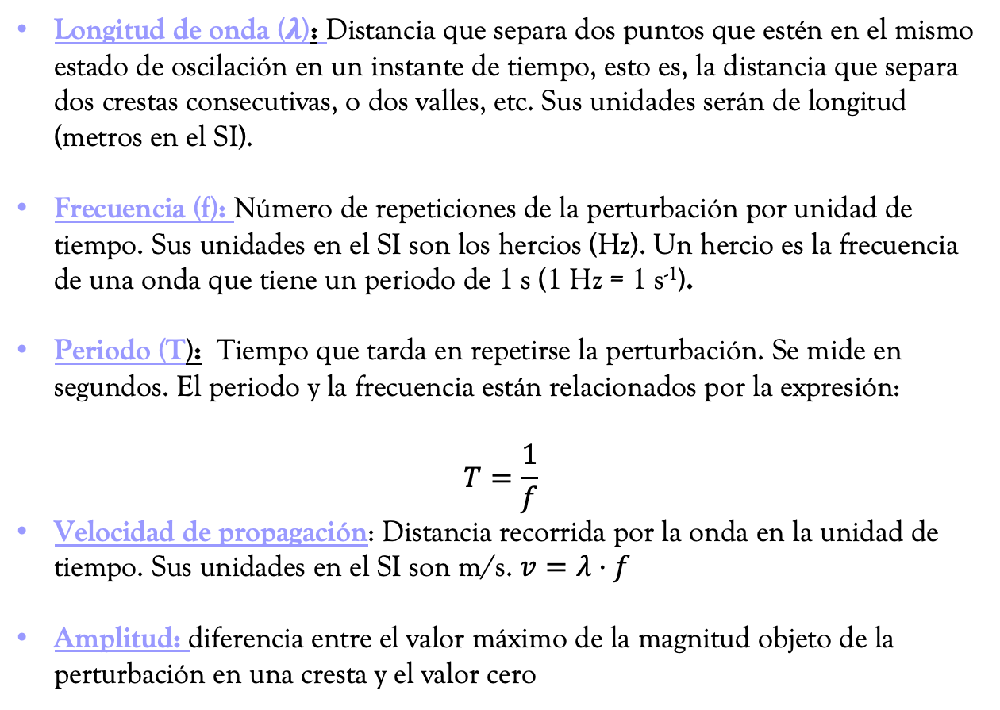 • Longitud de onda (λ): Distancia que separa dos puntos que estén en el mismo
estado de oscilación en un instante de tiempo, esto es, la distancia que separa
dos crestas consecutivas, o dos valles, etc. Sus unidades serán de longitud
(metros en el SI).
• Frecuencia (f): Número de repeticiones de la perturbación por unidad de
tiempo. Sus unidades en el SI son los hercios (Hz). Un hercio es la frecuencia
de una onda que tiene un periodo de 1 s (1 Hz = 1 s⁻¹).
• Periodo (T): Tiempo que tarda en repetirse la perturbación. Se mide en
segundos. El periodo y la frecuencia están relacionados por la expresión:
T = 1/f
• Velocidad de propagación: Distancia recorrida por la onda en la unidad de
tiempo. Sus unidades en el SI son m/s. v = λ · f
• Amplitud: diferencia entre el valor máximo de la magnitud objeto de la
perturbación en una cresta y el valor cero